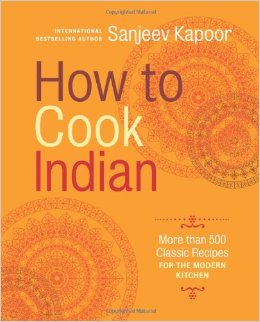 INTERNATIONAL
BESTSELLING AUTHOR Sanjeev Kapoor
How to
Cook
Indian
More than 500
Classic Recipes
FOR THE MODERN
KITCHEN